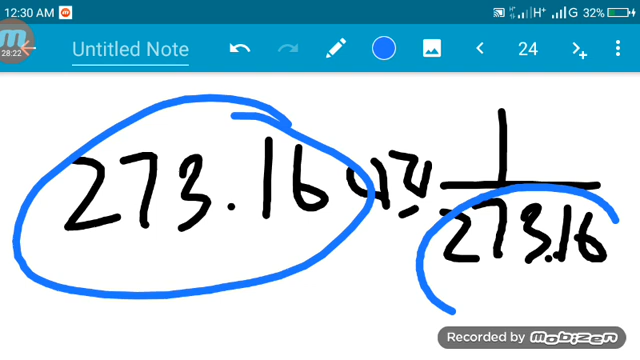 12:30 AM H+ G 32%
28:22 Untitled Note 24
1
273.16
273.16
Recorded by mobizen